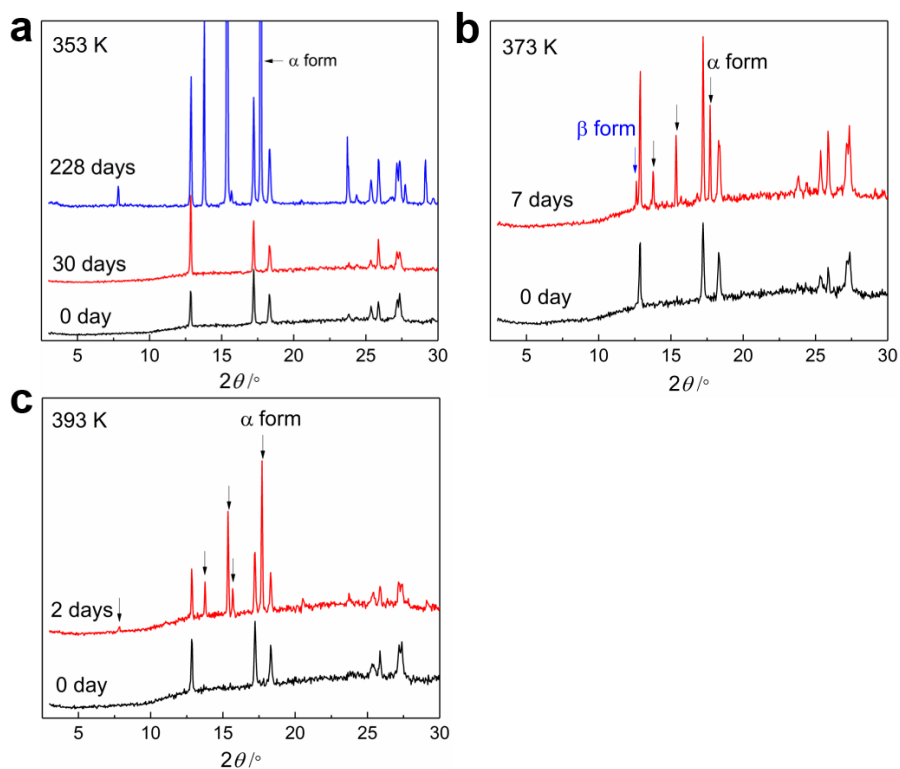 a
353 K
α form
228 days
30 days
0 day
5 10 15 20 25 30
2θ/°
b
373 K
α form
β form
7 days
0 day
5 10 15 20 25 30
2θ/°
c
393 K
α form
2 days
0 day
5 10 15 20 25 30
2θ/°